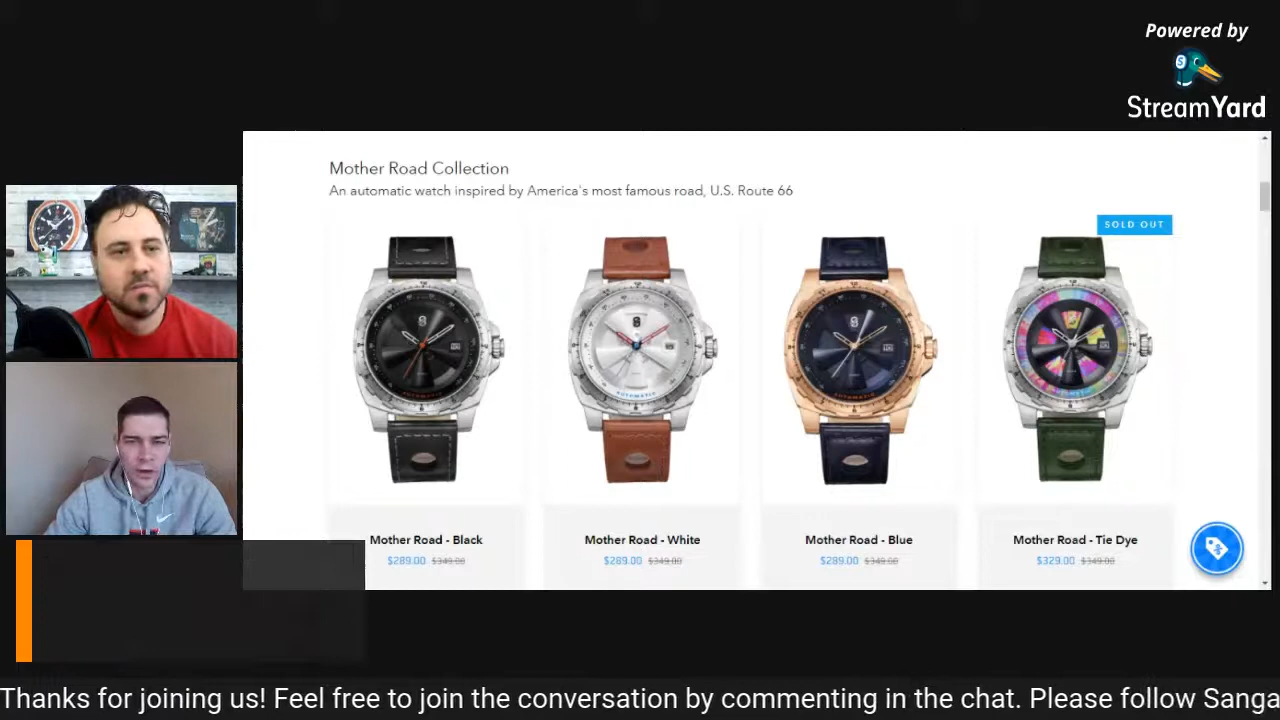 Powered by
StreamYard
Mother Road Collection
An automatic watch inspired by America's most famous road, U.S. Route 66
SOLD OUT
Mother Road - Black
$289.00 $349.00
Mother Road - White
$289.00 $349.00
Mother Road - Blue
$289.00 $349.00
Mother Road - Tie Dye
$329.00 $349.00
Thanks for joining us! Feel free to join the conversation by commenting in the chat. Please follow Sanga